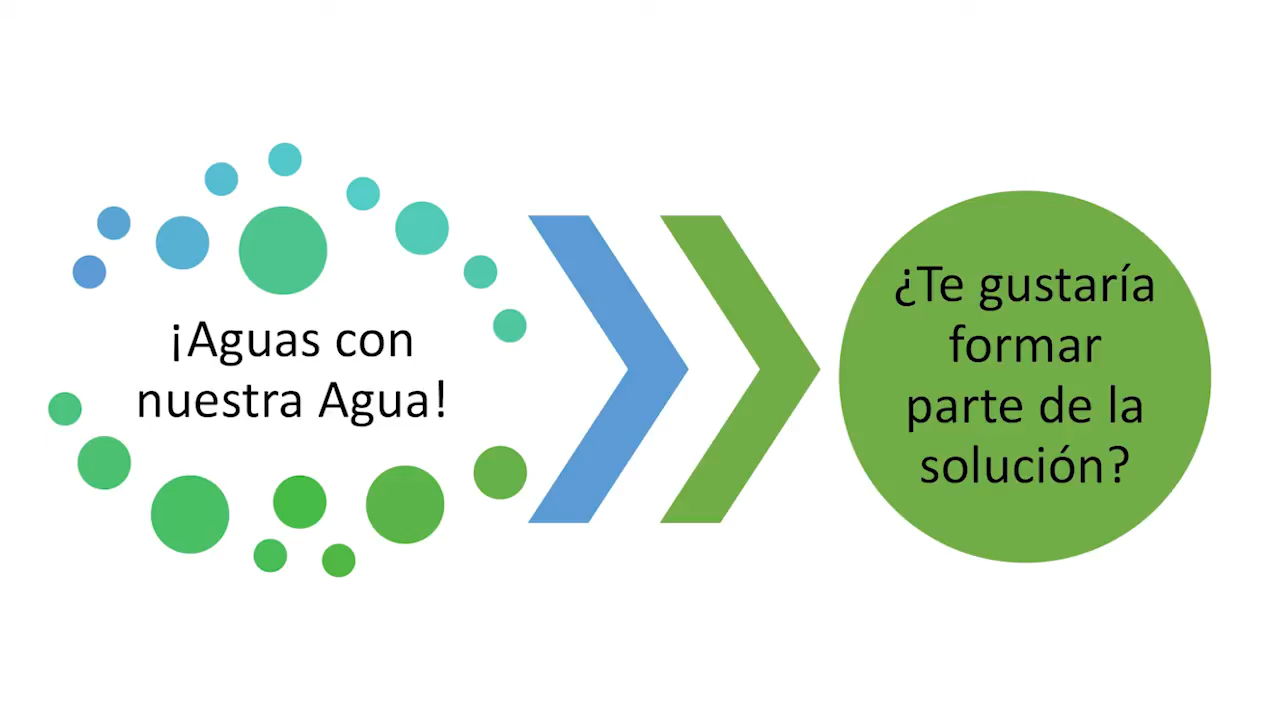 ¡Aguas con
nuestra Agua!
¿Te gustaría
formar
parte de la
solución?